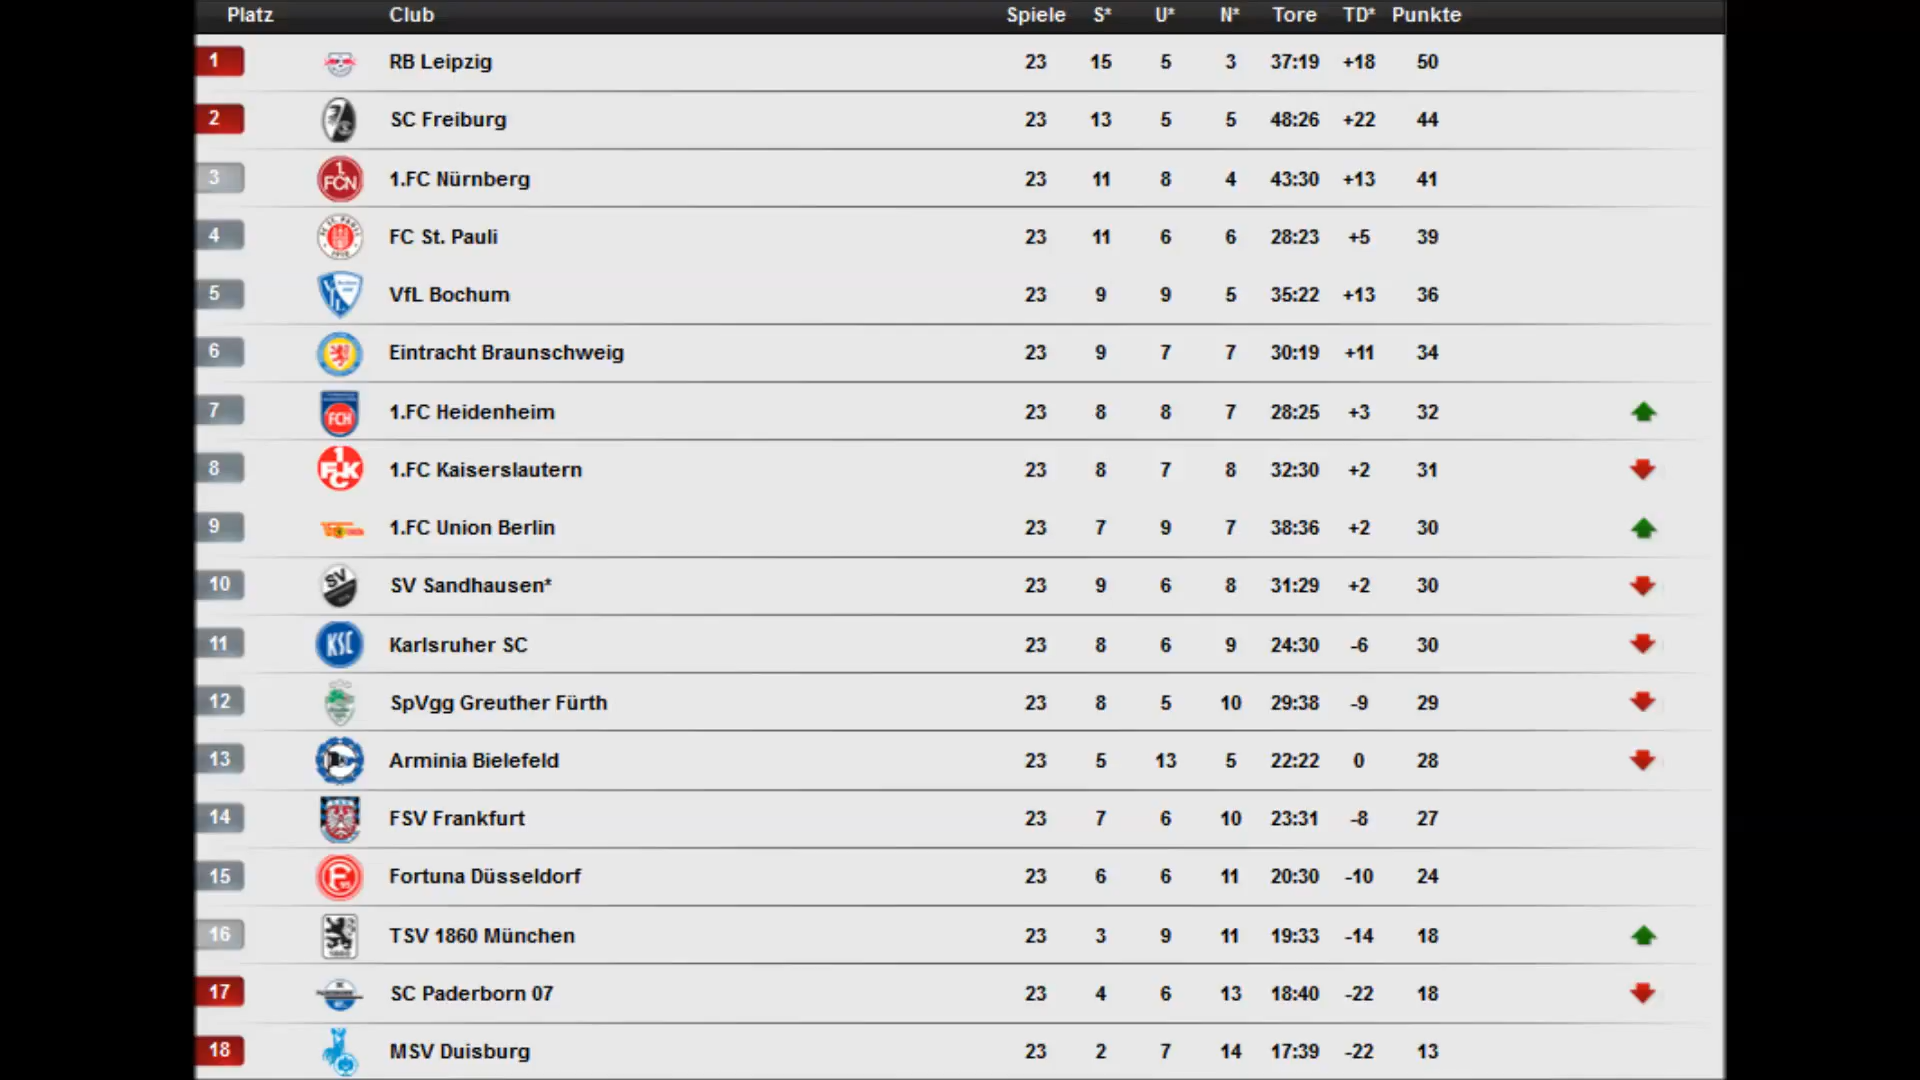 Platz Club Spiele S* U* N* Tore TD* Punkte
1 RB Leipzig 23 15 5 3 37:19 +18 50
2 SC Freiburg 23 13 5 5 48:26 +22 44
3 1.FC Nürnberg 23 11 8 4 43:30 +13 41
4 FC St. Pauli 23 11 6 6 28:23 +5 39
5 VfL Bochum 23 9 9 5 35:22 +13 36
6 Eintracht Braunschweig 23 9 7 7 30:19 +11 34
7 FCH 1.FC Heidenheim 23 8 8 7 28:25 +3 32
8 1.FC Kaiserslautern 23 8 7 8 32:30 +2 31
9 1.FC Union Berlin 23 7 9 7 38:36 +2 30
10 SV SV Sandhausen* 23 9 6 8 31:29 +2 30
11 KSC Karlsruher SC 23 8 6 9 24:30 -6 30
12 SpVgg Greuther Fürth 23 8 5 10 29:38 -9 29
13 Arminia Bielefeld 23 5 13 5 22:22 0 28
14 FSV Frankfurt 23 7 6 10 23:31 -8 27
15 Fortuna Düsseldorf 23 6 6 11 20:30 -10 24
16 TSV 1860 München 23 3 9 11 19:33 -14 18
17 SC Paderborn 07 23 4 6 13 18:40 -22 18
18 MSV Duisburg 23 2 7 14 17:39 -22 13